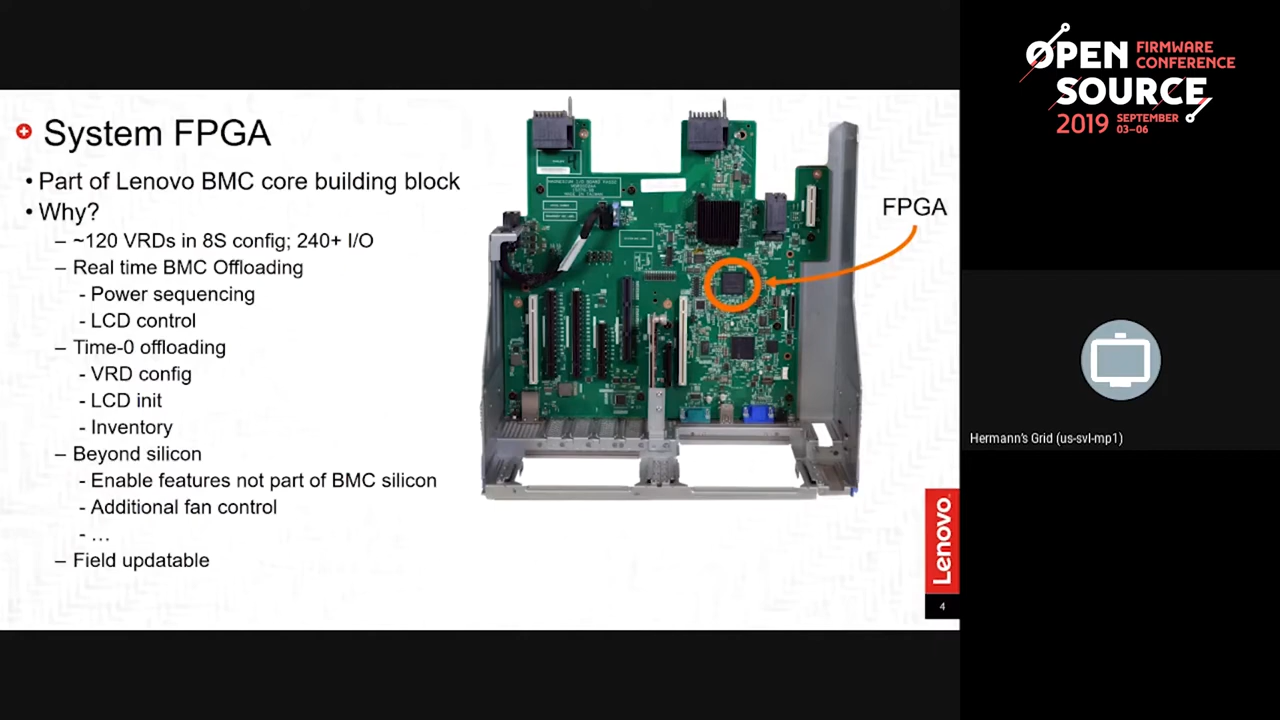 System FPGA
• Part of Lenovo BMC core building block
• Why?
– ~120 VRDs in 8S config; 240+ I/O
– Real time BMC Offloading
- Power sequencing
- LCD control
– Time-0 offloading
- VRD config
- LCD init
- Inventory
– Beyond silicon
- Enable features not part of BMC silicon
- Additional fan control
- ...
– Field updatable
FPGA
Lenovo
4
OPEN FIRMWARE CONFERENCE
SOURCE
2019 SEPTEMBER 03–06
Hermann's Grid (us-svl-mp1)